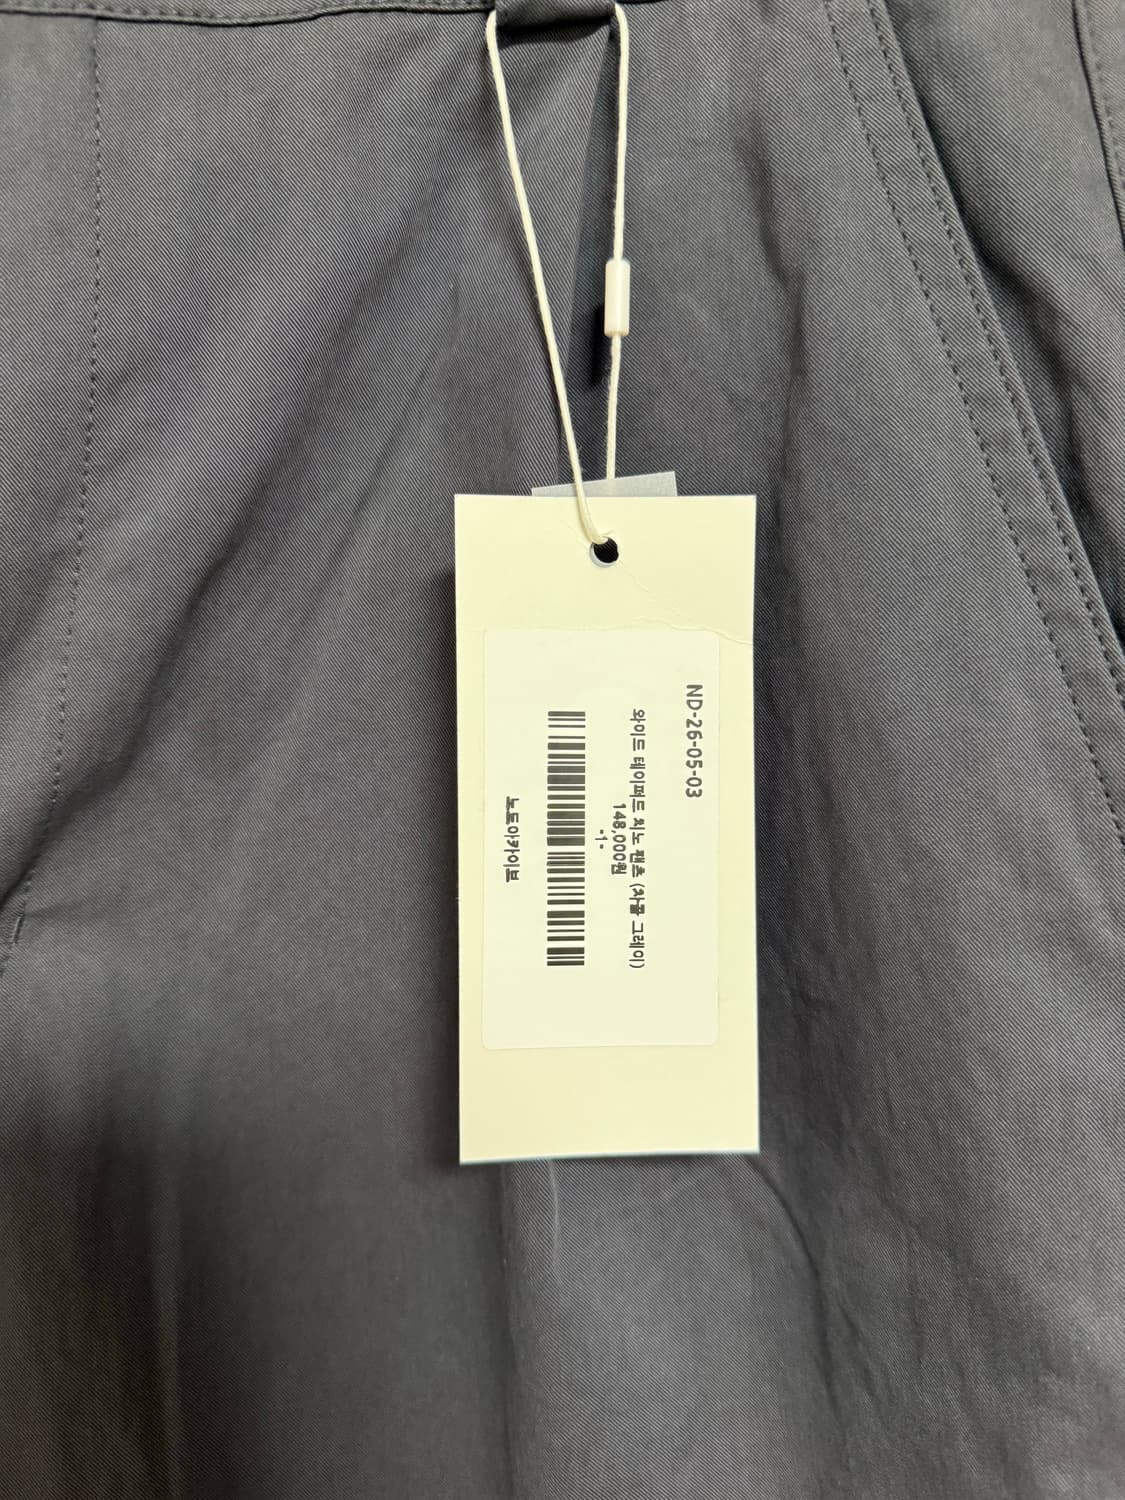 ND-26-05-03
와이드 테이퍼드 치노 팬츠 (차콜 그레이)
148,000원
-1-
노드아카이브